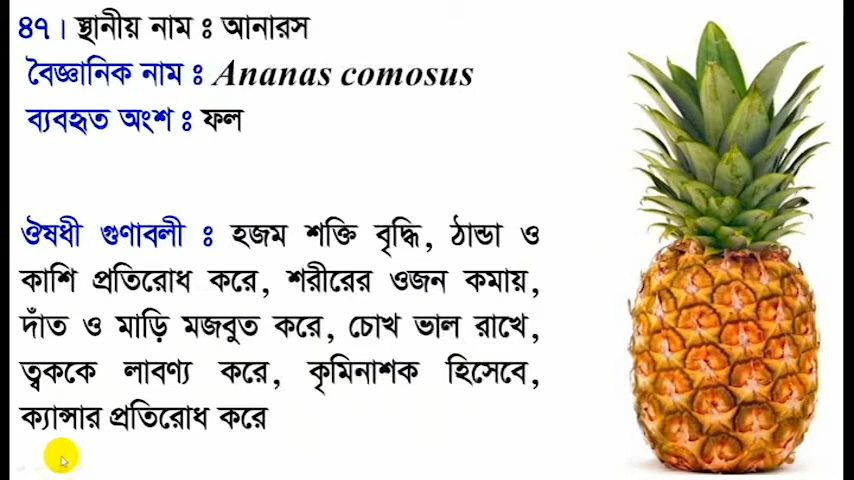 ৪৭। স্থানীয় নাম ঃ আনারস
বৈজ্ঞানিক নাম ঃ Ananas comosus
ব্যবহৃত অংশ ঃ ফল
ঔষধী গুণাবলী ঃ হজম শক্তি বৃদ্ধি, ঠান্ডা ও
কাশি প্রতিরোধ করে, শরীরের ওজন কমায়,
দাঁত ও মাড়ি মজবুত করে, চোখ ভাল রাখে,
ত্বককে লাবণ্য করে, কৃমিনাশক হিসেবে,
ক্যান্সার প্রতিরোধ করে